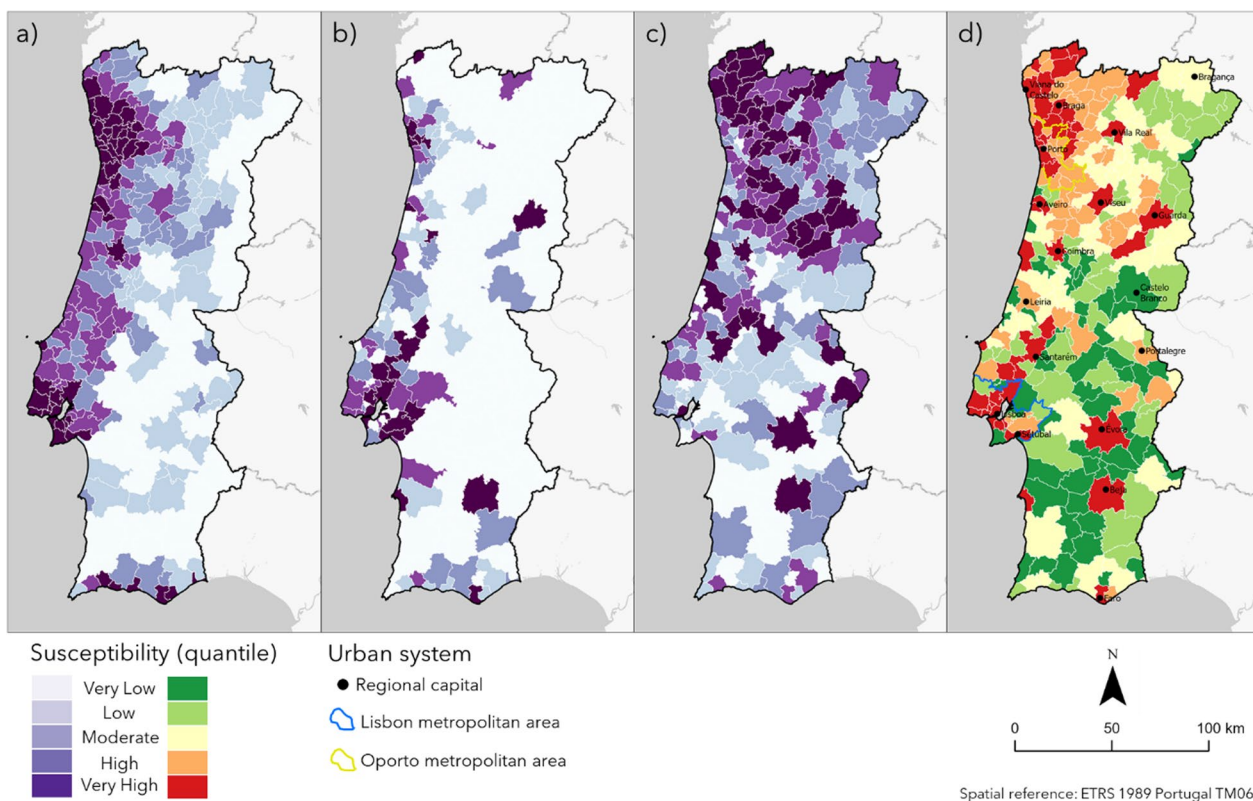 a)
b)
c)
d)
Bragança
Viana do
Castelo
Braga
Vila Real
Porto
Aveiro
Viseu
Guarda
Coimbra
Castelo
Branco
Leiria
Portalegre
Santarém
Lisbon
Setúbal
Évora
Beja
Faro
Susceptibility (quantile)
Very Low
Low
Moderate
High
Very High
Urban system
Regional capital
Lisbon metropolitan area
Oporto metropolitan area
N
0 50 100 km
Spatial reference: ETRS 1989 Portugal TM06